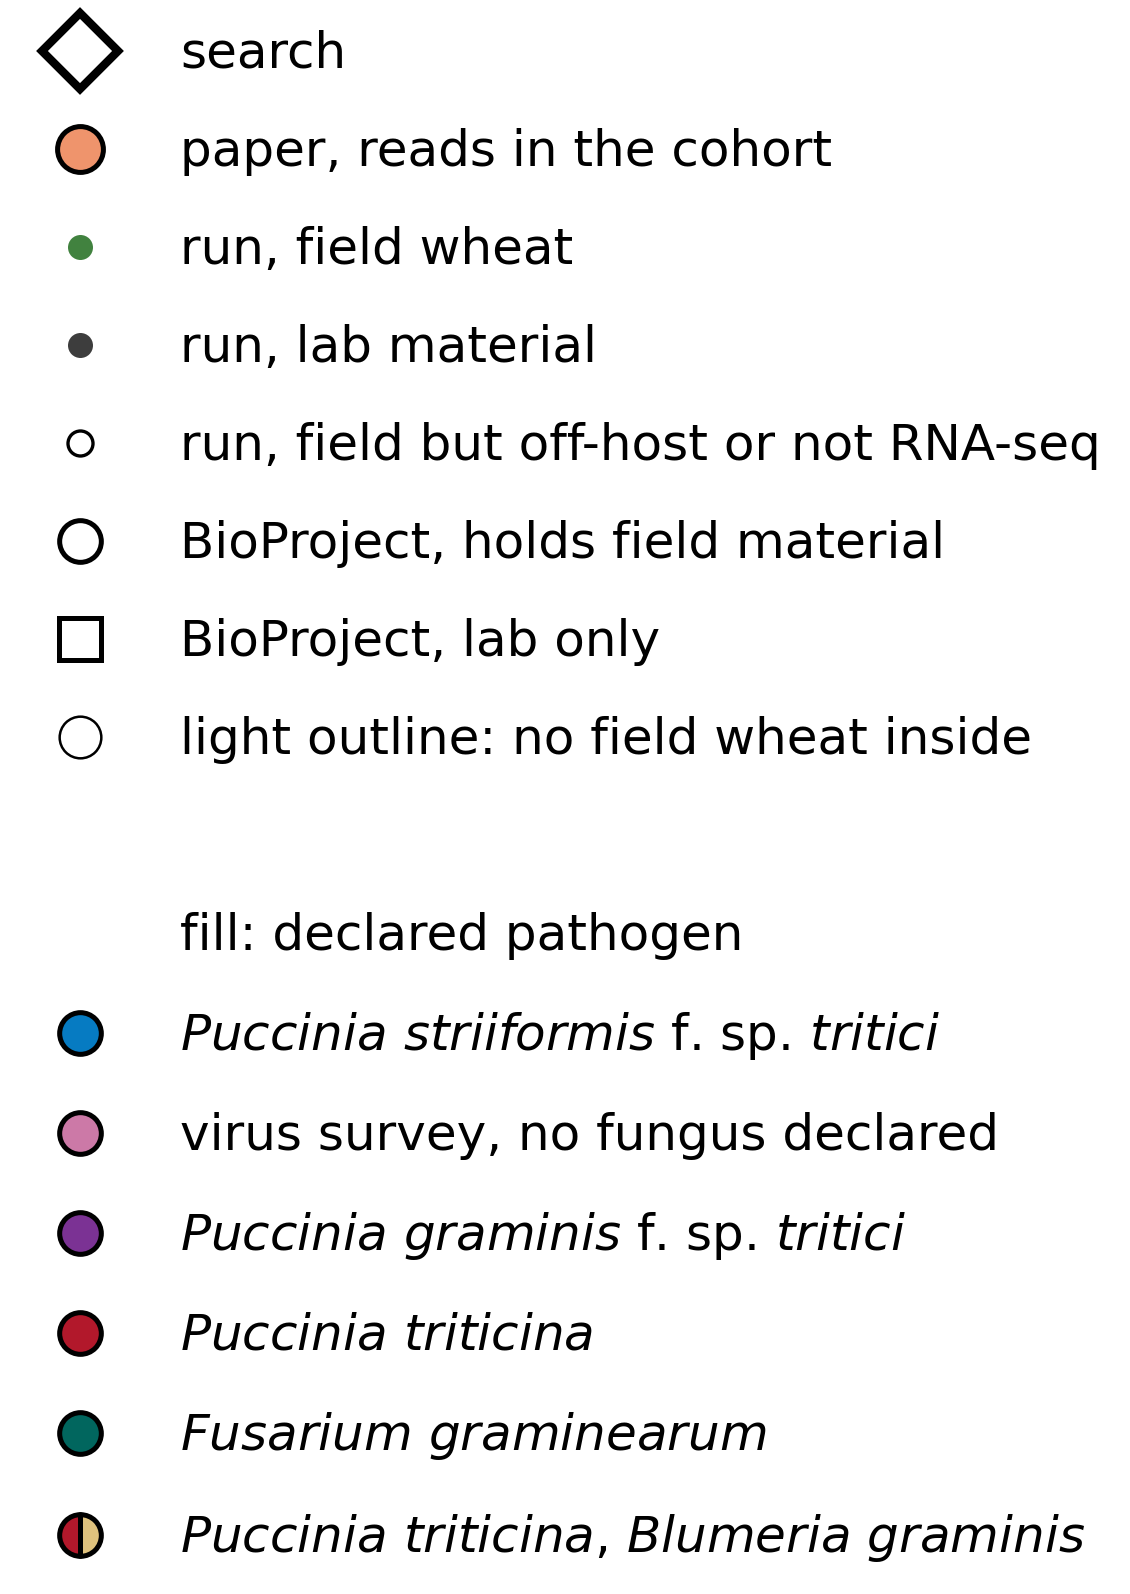 search
paper, reads in the cohort
run, field wheat
run, lab material
run, field but off-host or not RNA-seq
BioProject, holds field material
BioProject, lab only
light outline: no field wheat inside
fill: declared pathogen
Puccinia striiformis f. sp. tritici
virus survey, no fungus declared
Puccinia graminis f. sp. tritici
Puccinia triticina
Fusarium graminearum
Puccinia triticina, Blumeria graminis